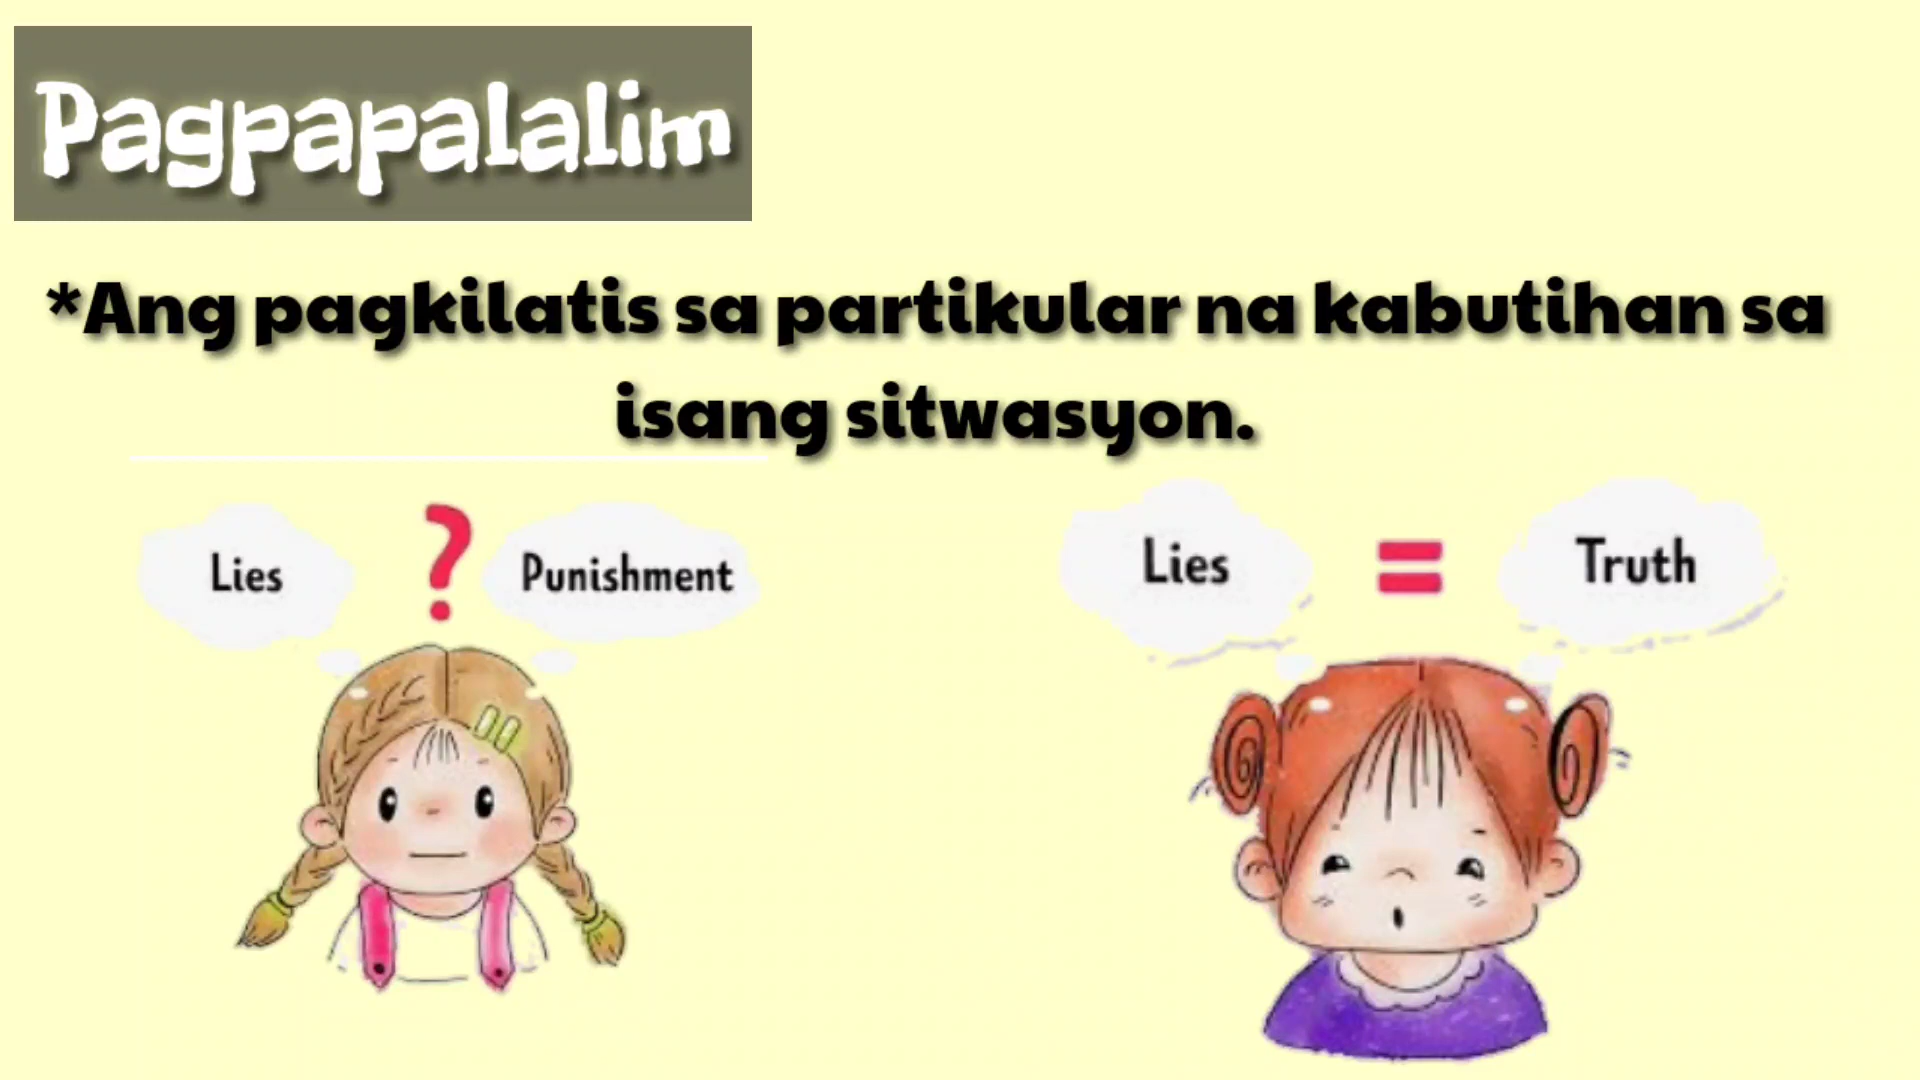 Pagpapalalim
*Ang pagkilatis sa partikular na kabutihan sa
isang sitwasyon.
Lies ? Punishment
Lies = Truth